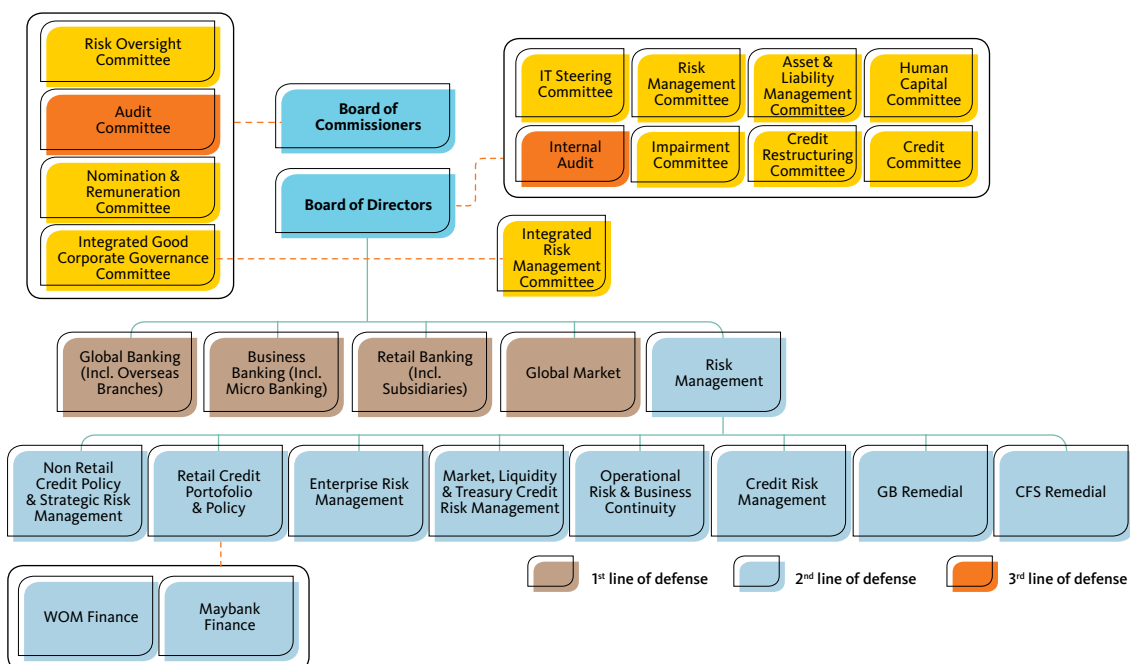 Risk Oversight
Committee
Audit
Committee
Nomination &
Remuneration
Committee
Integrated Good
Corporate Governance
Committee
Board of
Commissioners
Board of Directors
IT Steering
Committee
Risk
Management
Committee
Asset &
Liability
Management
Committee
Human
Capital
Committee
Internal
Audit
Impairment
Committee
Credit
Restructuring
Committee
Credit
Committee
Integrated
Risk
Management
Committee
Global Banking
(Incl. Overseas
Branches)
Business
Banking (Incl.
Micro Banking)
Retail Banking
(Incl.
Subsidiaries)
Global Market
Risk
Management
Non Retail
Credit Policy
& Strategic Risk
Management
Retail Credit
Portofolio
& Policy
Enterprise Risk
Management
Market, Liquidity
& Treasury Credit
Risk Management
Operational
Risk & Business
Continuity
Credit Risk
Management
GB Remedial
CFS Remedial
WOM Finance
Maybank
Finance
1st line of defense
2nd line of defense
3rd line of defense